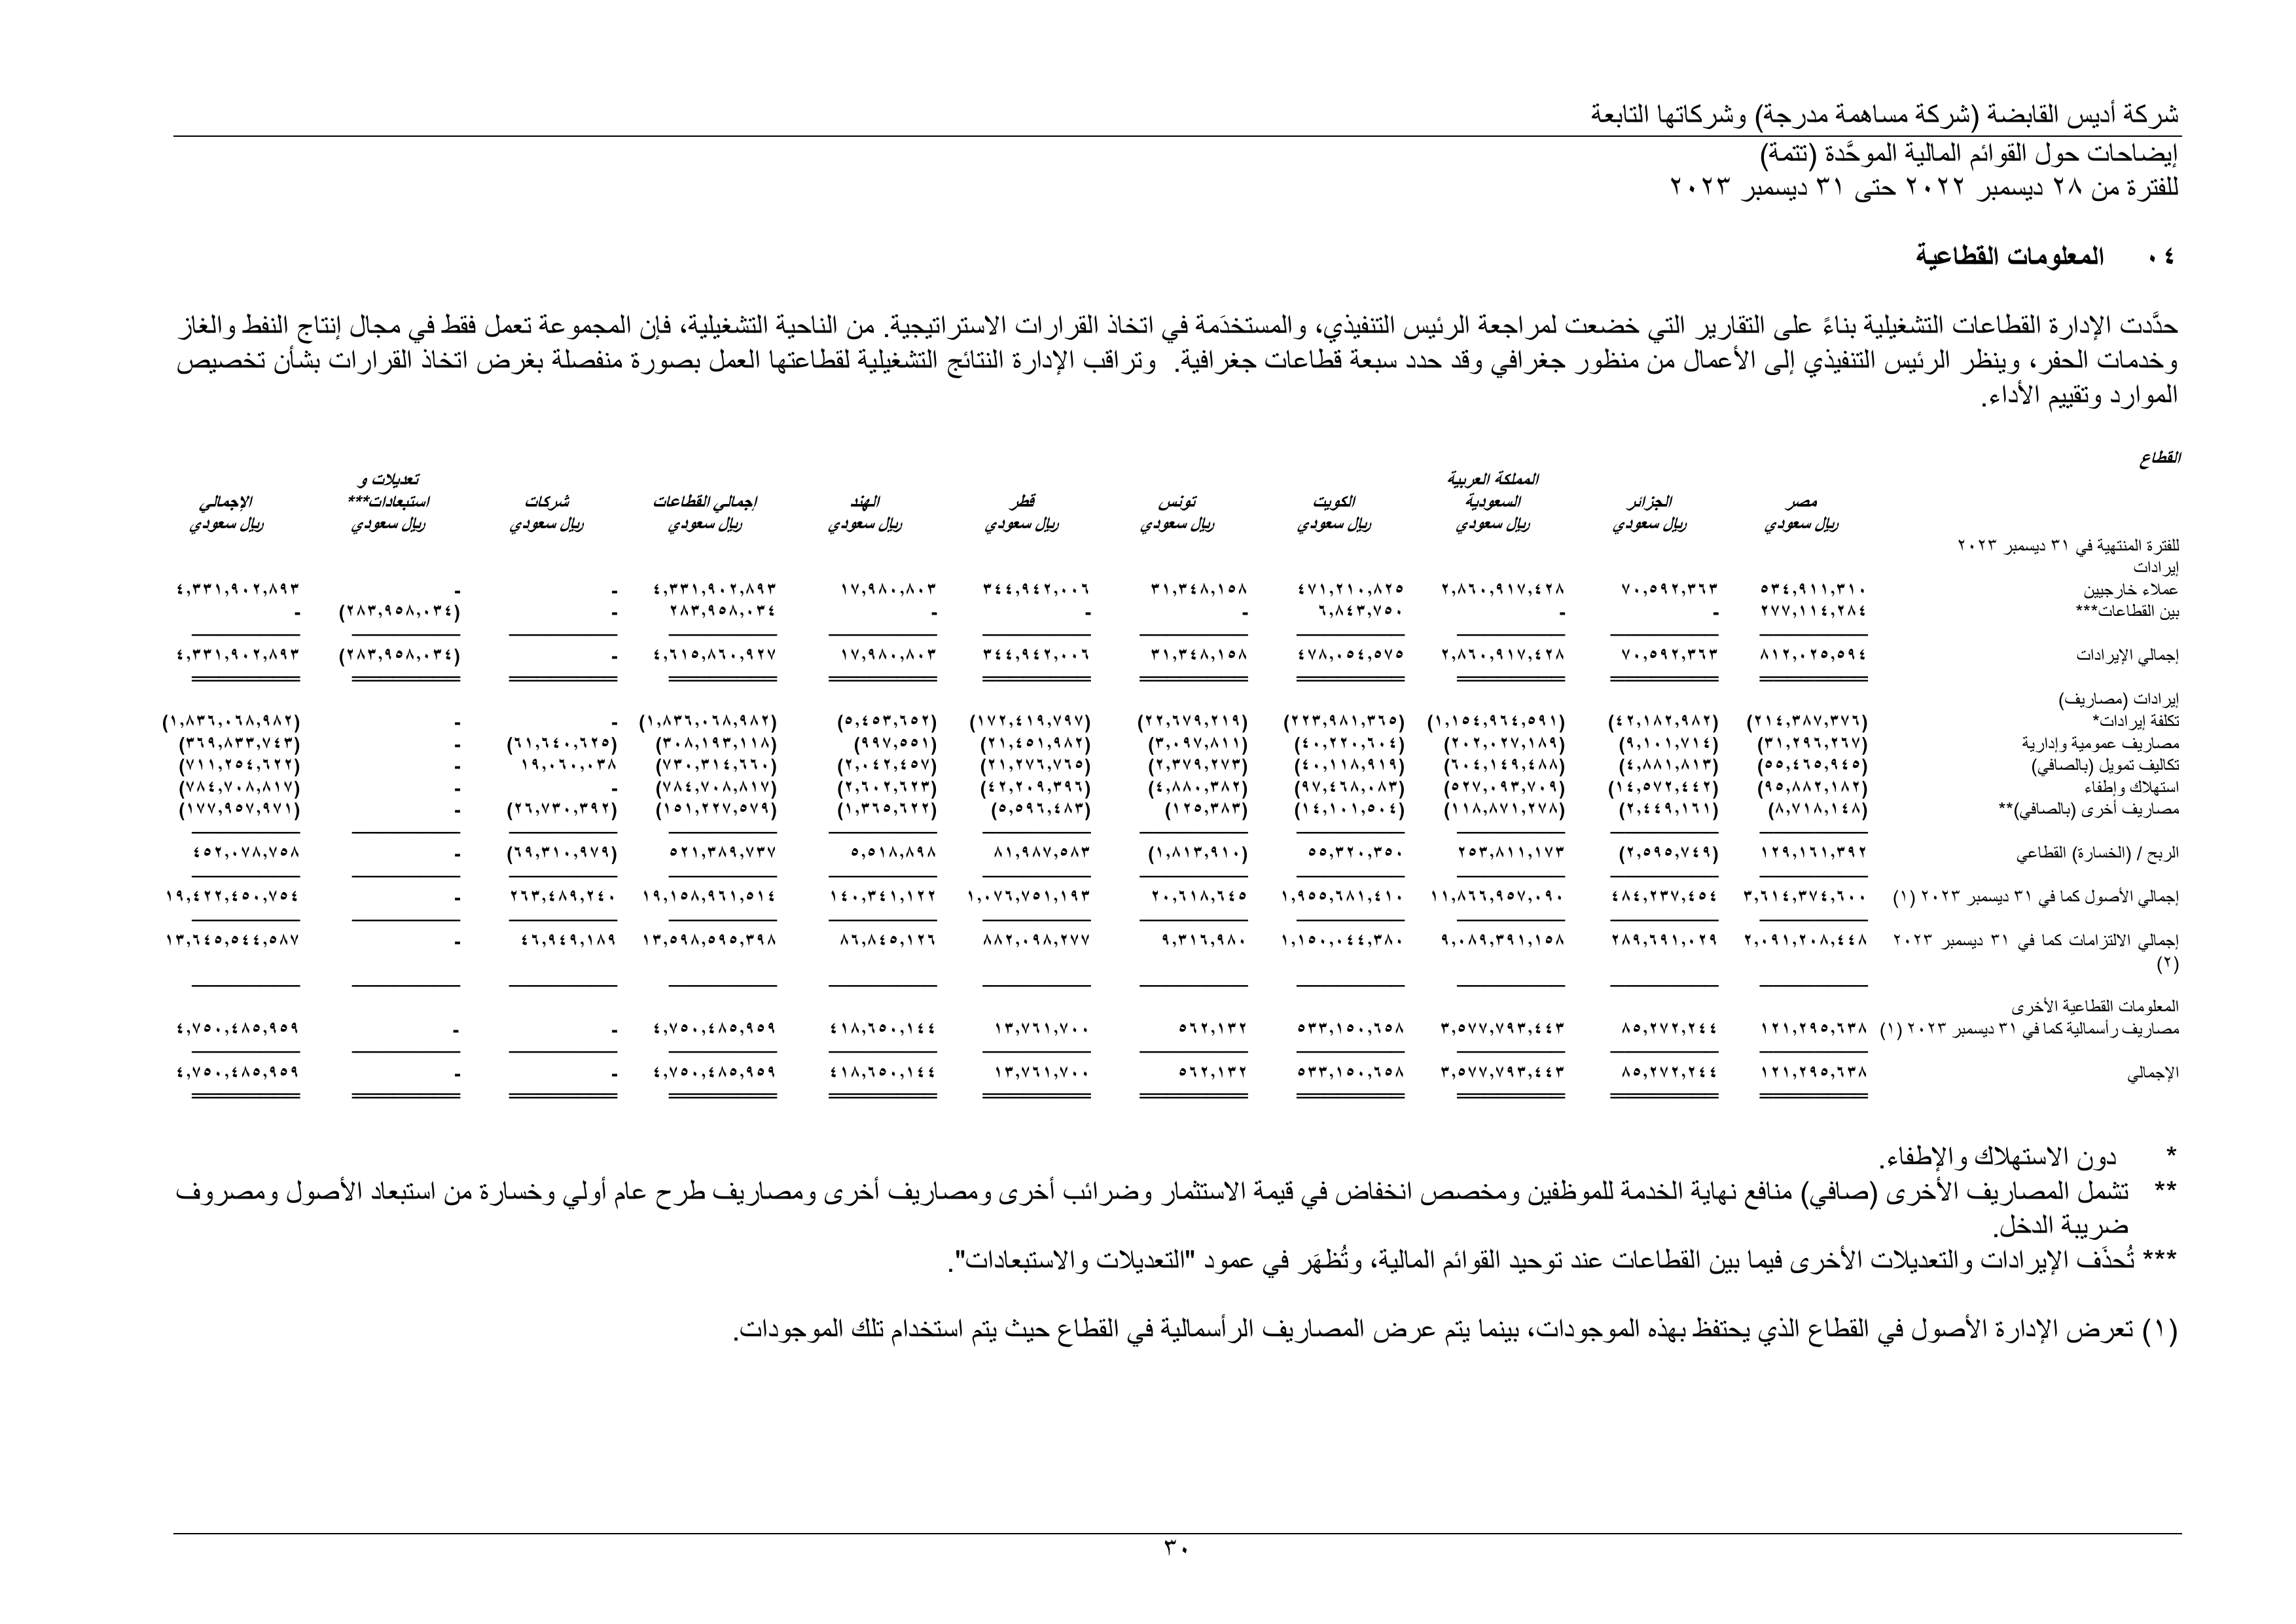 شركة أديس القابضة (شركة مساهمة مدرجة) وشركاتها التابعة
إيضاحات حول القوائم المالية الموحَّدة (تتمة)
للفترة من ٢٨ ديسمبر ٢٠٢٢ حتى ٣١ ديسمبر ٢٠٢٣
٠٤ المعلومات القطاعية
حدَّدت الإدارة القطاعات التشغيلية بناءً على التقارير التي خضعت لمراجعة الرئيس التنفيذي، والمستخدَمة في اتخاذ القرارات الاستراتيجية. من الناحية التشغيلية، فإن المجموعة تعمل فقط في مجال إنتاج النفط والغاز
وخدمات الحفر، وينظر الرئيس التنفيذي إلى الأعمال من منظور جغرافي وقد حدد سبعة قطاعات جغرافية. وتراقب الإدارة النتائج التشغيلية لقطاعتها العمل بصورة منفصلة بغرض اتخاذ القرارات بشأن تخصيص
الموارد وتقييم الأداء.
القطاع
المملكة العربية تعديلات و
مصر الجزائر السعودية الكويت تونس قطر الهند إجمالي القطاعات شركات استبعادات*** الإجمالي
ريال سعودي ريال سعودي ريال سعودي ريال سعودي ريال سعودي ريال سعودي ريال سعودي ريال سعودي ريال سعودي ريال سعودي ريال سعودي
للفترة المنتهية في ٣١ ديسمبر ٢٠٢٣
إيرادات
عملاء خارجيين ٥٣٤,٩١١,٣١٠ ٧٠,٥٩٢,٣٦٣ ٢,٨٦٠,٩١٧,٤٢٨ ٤٧١,٢١٠,٨٢٥ ٣١,٣٤٨,١٥٨ ٣٤٤,٩٤٢,٠٠٦ ١٧,٩٨٠,٨٠٣ ٤,٣٣١,٩٠٢,٨٩٣ - - ٤,٣٣١,٩٠٢,٨٩٣
بين القطاعات*** ٢٧٧,١١٤,٢٨٤ - - ٦,٨٤٣,٧٥٠ - - - ٢٨٣,٩٥٨,٠٣٤ - (٢٨٣,٩٥٨,٠٣٤) -
إجمالي الإيرادات ٨١٢,٠٢٥,٥٩٤ ٧٠,٥٩٢,٣٦٣ ٢,٨٦٠,٩١٧,٤٢٨ ٤٧٨,٠٥٤,٥٧٥ ٣١,٣٤٨,١٥٨ ٣٤٤,٩٤٢,٠٠٦ ١٧,٩٨٠,٨٠٣ ٤,٦١٥,٨٦٠,٩٢٧ - (٢٨٣,٩٥٨,٠٣٤) ٤,٣٣١,٩٠٢,٨٩٣
إيرادات (مصاريف)
تكلفة إيرادات* (٢١٤,٣٨٧,٣٧٦) (٤٢,١٨٢,٩٨٢) (١,١٥٤,٩٦٤,٥٩١) (٢٢٣,٩٨١,٣٦٥) (٢٢,٦٧٩,٢١٩) (١٧٢,٤١٩,٧٩٧) (٥,٤٥٣,٦٥٢) (١,٨٣٦,٠٦٨,٩٨٢) - - (١,٨٣٦,٠٦٨,٩٨٢)
مصاريف عمومية وإدارية (٣١,٢٩٦,٢٦٧) (٩,١٠١,٧١٤) (٢٠٢,٠٢٧,١٨٩) (٤٠,٢٢٠,٦٠٤) (٣,٠٩٧,٨١١) (٢١,٤٥١,٩٨٢) (٩٩٧,٥٥١) (٣٠٨,١٩٣,١١٨) (٦١,٦٤٠,٦٢٥) - (٣٦٩,٨٣٣,٧٤٣)
تكاليف تمويل (بالصافي) (٥٥,٤٦٥,٩٤٥) (٤,٨٨١,٨١٣) (٦٠٤,١٤٩,٤٨٨) (٤٠,١١٨,٩١٩) (٢,٣٧٩,٢٧٣) (٢١,٢٧٦,٧٦٥) (٢,٠٤٢,٤٥٧) (٧٣٠,٣١٤,٦٦٠) ١٩,٠٦٠,٠٣٨ - (٧١١,٢٥٤,٦٢٢)
استهلاك وإطفاء (٩٥,٨٨٢,١٨٢) (١٤,٥٧٢,٤٤٢) (٥٢٧,٠٩٣,٧٠٩) (٩٧,٤٦٨,٠٨٣) (٤,٨٨٠,٣٨٢) (٤٢,٢٠٩,٣٩٦) (٢,٦٠٢,٦٢٣) (٧٨٤,٧٠٨,٨١٧) - - (٧٨٤,٧٠٨,٨١٧)
مصاريف أخرى (بالصافي)** (٨,٧١٨,١٤٨) (٢,٤٤٩,١٦١) (١١٨,٨٧١,٢٧٨) (١٤,١٠١,٥٠٤) (١٢٥,٣٨٣) (٥,٥٩٦,٤٨٣) (١,٣٦٥,٦٢٢) (١٥١,٢٢٧,٥٧٩) (٢٦,٧٣٠,٣٩٢) - (١٧٧,٩٥٧,٩٧١)
الربح / (الخسارة) القطاعي ١٢٩,١٦١,٣٩٢ (٢,٥٩٥,٧٤٩) ٢٥٣,٨١١,١٧٣ ٥٥,٣٢٠,٣٥٠ (١,٨١٣,٩١٠) ٨١,٩٨٧,٥٨٣ ٥,٥١٨,٨٩٨ ٥٢١,٣٨٩,٧٣٧ (٦٩,٣١٠,٩٧٩) - ٤٥٢,٠٧٨,٧٥٨
إجمالي الأصول كما في ٣١ ديسمبر ٢٠٢٣ (١) ٣,٦١٤,٣٧٤,٦٠٠ ٤٨٤,٢٣٧,٤٥٤ ١١,٨٦٦,٩٥٧,٠٩٠ ١,٩٥٥,٦٨١,٤١٠ ٢٠,٦١٨,٦٤٥ ١,٠٧٦,٧٥١,١٩٣ ١٤٠,٣٤١,١٢٢ ١٩,١٥٨,٩٦١,٥١٤ ٢٦٣,٤٨٩,٢٤٠ - ١٩,٤٢٢,٤٥٠,٧٥٤
إجمالي الالتزامات كما في ٣١ ديسمبر ٢٠٢٣ ٢,٠٩١,٢٠٨,٤٤٨ ٢٨٩,٦٩١,٠٢٩ ٩,٠٨٩,٣٩١,١٥٨ ١,١٥٠,٠٤٤,٣٨٠ ٩,٣١٦,٩٨٠ ٨٨٢,٠٩٨,٢٧٧ ٨٦,٨٤٥,١٢٦ ١٣,٥٩٨,٥٩٥,٣٩٨ ٤٦,٩٤٩,١٨٩ - ١٣,٦٤٥,٥٤٤,٥٨٧
(٢)
المعلومات القطاعية الأخرى
مصاريف رأسمالية كما في ٣١ ديسمبر ٢٠٢٣ (١) ١٢١,٢٩٥,٦٣٨ ٨٥,٢٧٢,٢٤٤ ٣,٥٧٧,٧٩٣,٤٤٣ ٥٣٣,١٥٠,٦٥٨ ٥٦٢,١٣٢ ١٣,٧٦١,٧٠٠ ٤١٨,٦٥٠,١٤٤ ٤,٧٥٠,٤٨٥,٩٥٩ - - ٤,٧٥٠,٤٨٥,٩٥٩
الإجمالي ١٢١,٢٩٥,٦٣٨ ٨٥,٢٧٢,٢٤٤ ٣,٥٧٧,٧٩٣,٤٤٣ ٥٣٣,١٥٠,٦٥٨ ٥٦٢,١٣٢ ١٣,٧٦١,٧٠٠ ٤١٨,٦٥٠,١٤٤ ٤,٧٥٠,٤٨٥,٩٥٩ - - ٤,٧٥٠,٤٨٥,٩٥٩
* دون الاستهلاك والإطفاء.
** تشمل المصاريف الأخرى (صافي) منافع نهاية الخدمة للموظفين ومخصص انخفاض في قيمة الاستثمار وضرائب أخرى ومصاريف أخرى ومصاريف طرح عام أولي وخسارة من استبعاد الأصول ومصروف
ضريبة الدخل.
*** تُحذَف الإيرادات والتعديلات الأخرى فيما بين القطاعات عند توحيد القوائم المالية، وتُظهَر في عمود "التعديلات والاستبعادات".
(١) تعرض الإدارة الأصول في القطاع الذي يحتفظ بهذه الموجودات، بينما يتم عرض المصاريف الرأسمالية في القطاع حيث يتم استخدام تلك الموجودات.
٣٠